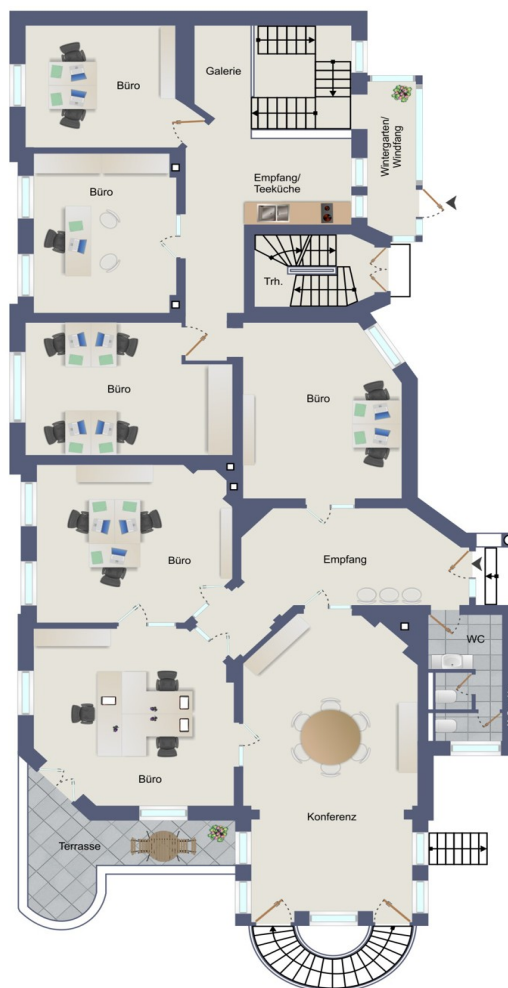 Büro
Galerie
Wintergarten/
Windfang
Büro
Empfang/
Teeküche
Trh.
Büro
Büro
Büro
Empfang
WC
Büro
Konferenz
Terrasse